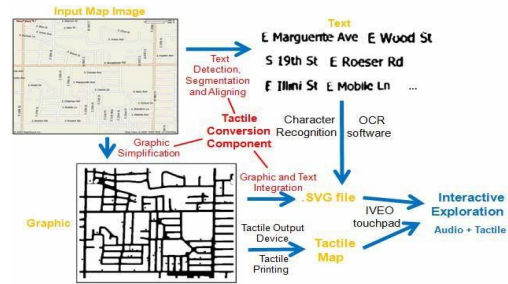 Input Map Image
Text
E Marguerite Ave E Wood St
S 19th St E Roeser Rd
E Illini St E Mobile Ln ...
Text
Detection,
Segmentation
and Aligning
Tactile
Conversion
Component
Graphic
Simplification
Character
Recognition
OCR
software
Graphic and Text
Integration
Graphic
.SVG file
IVEO
touchpad
Interactive
Exploration
Audio + Tactile
Tactile Output
Device
Tactile
Printing
Tactile
Map